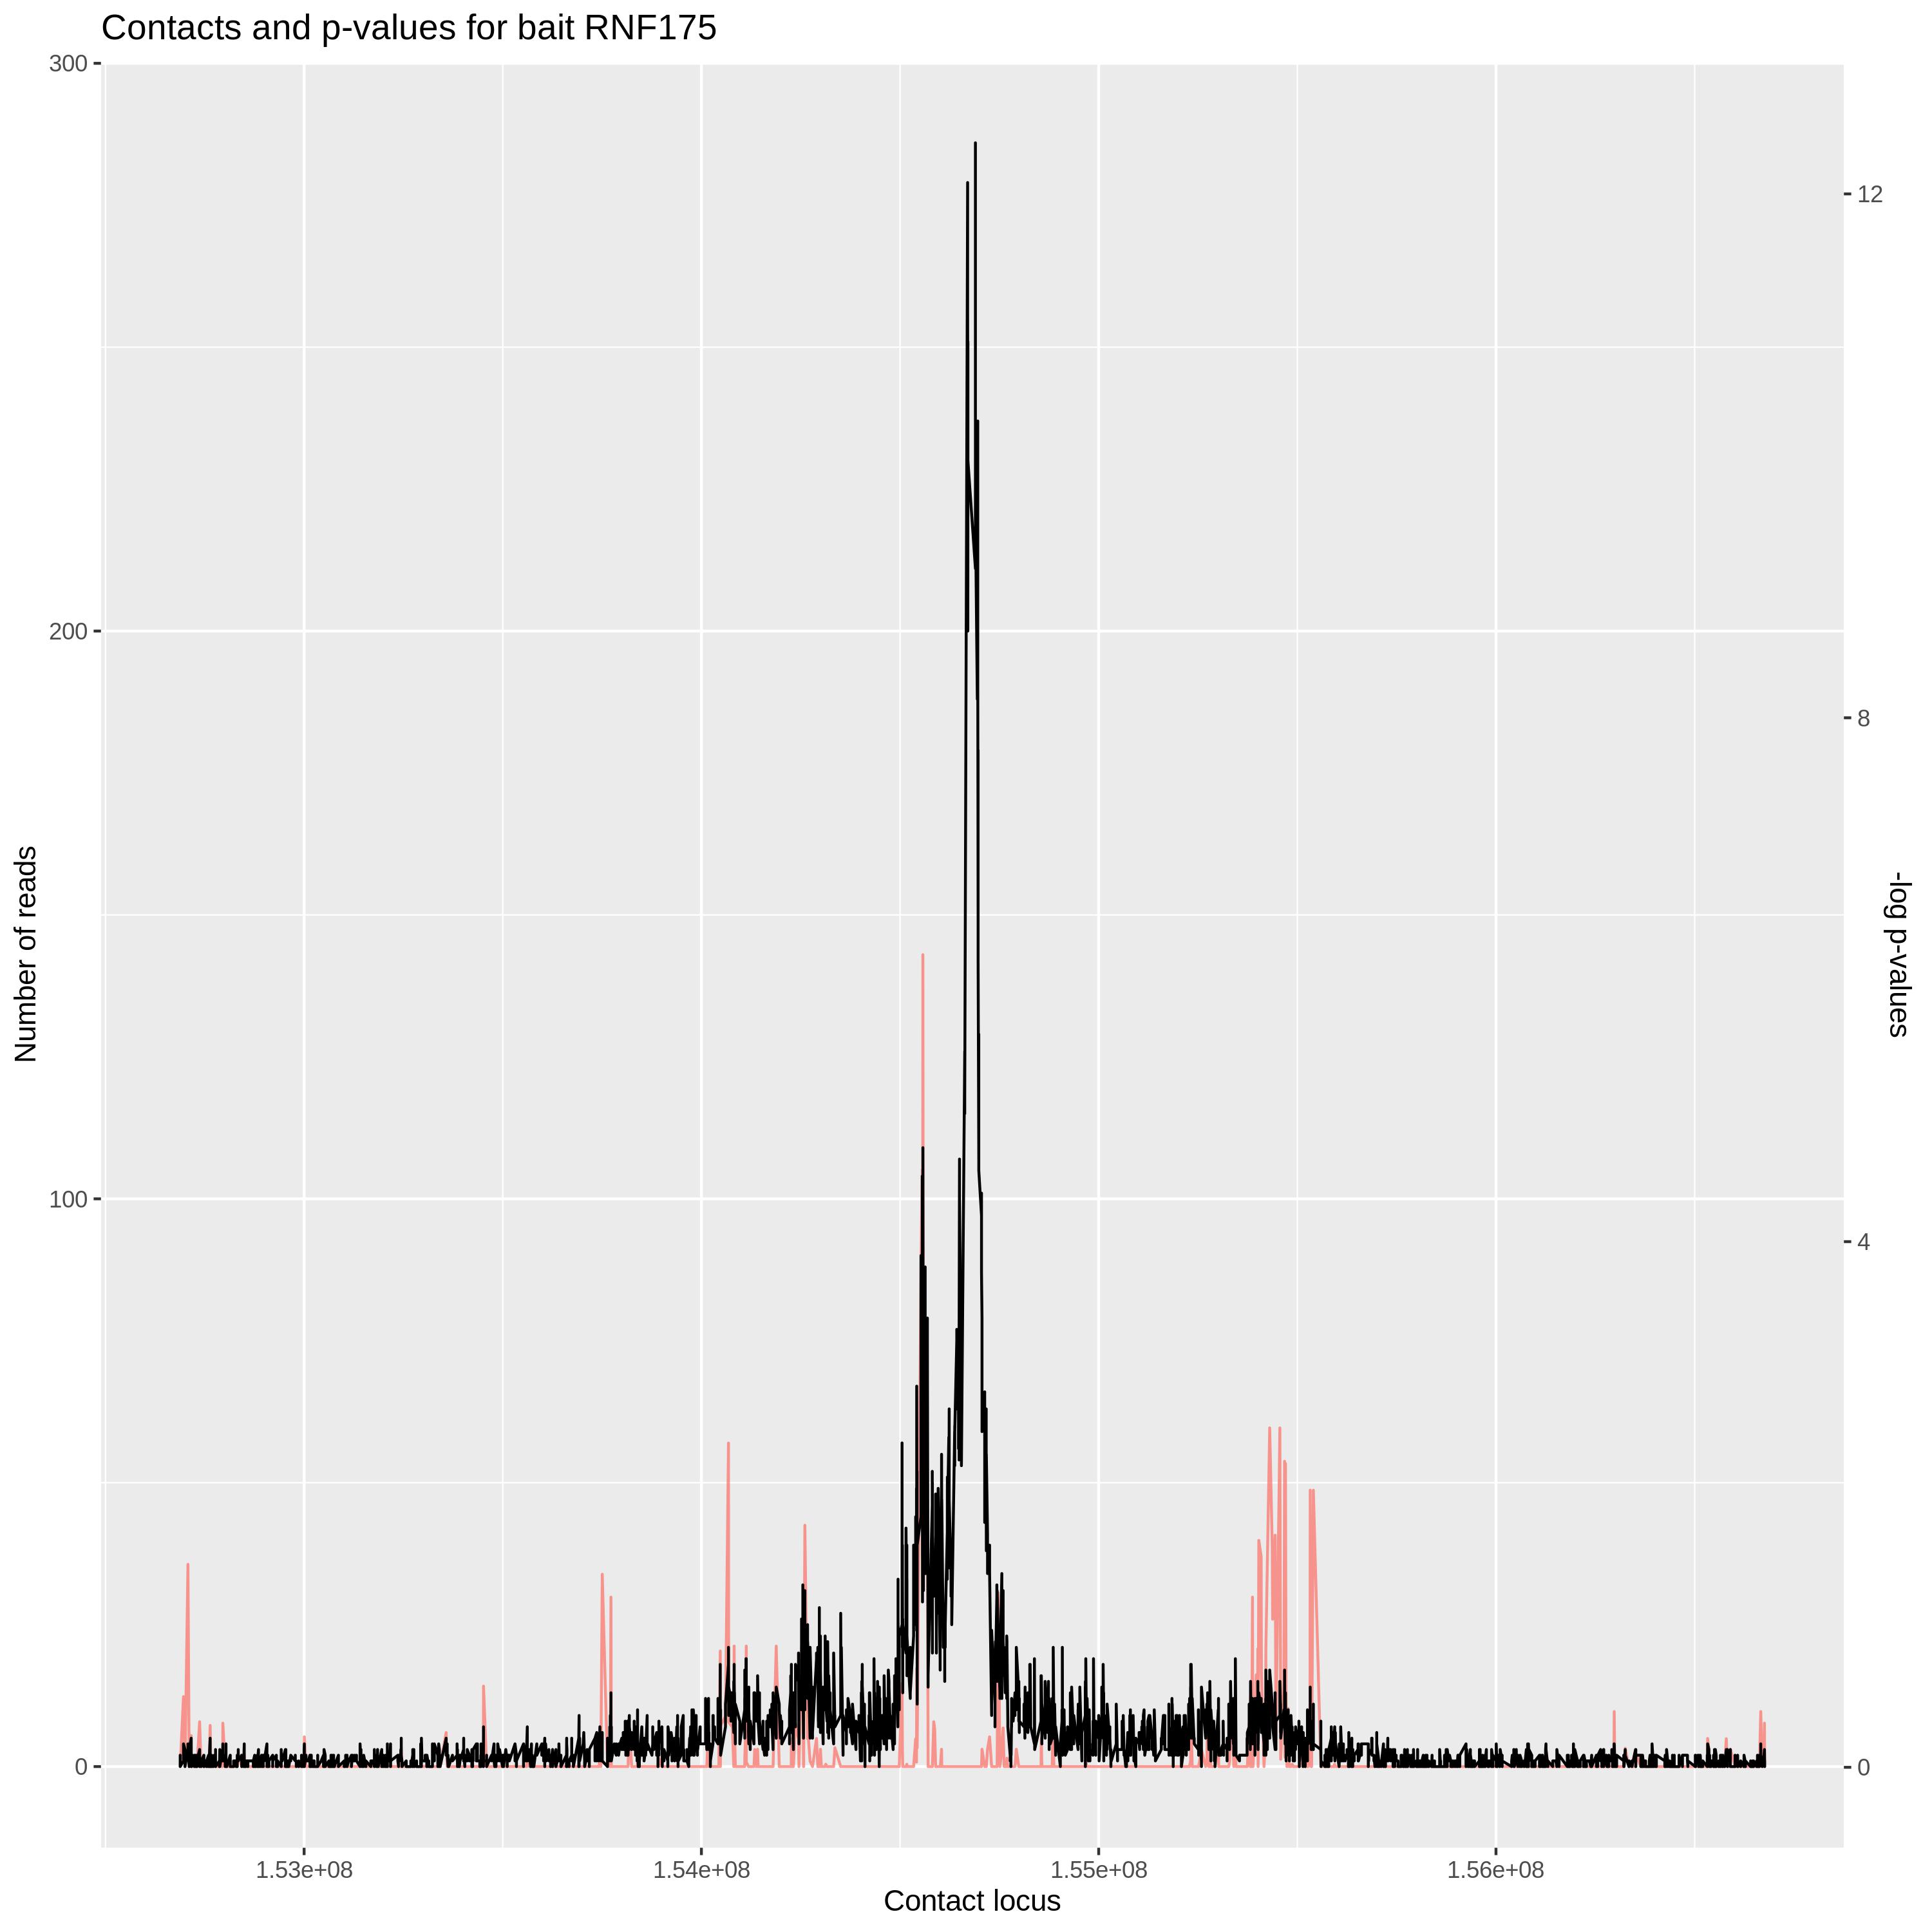 Contacts and p-values for bait RNF175
300
200
100
0
Number of reads
12
8
4
0
-log p-values
1.53e+08
1.54e+08
1.55e+08
1.56e+08
Contact locus